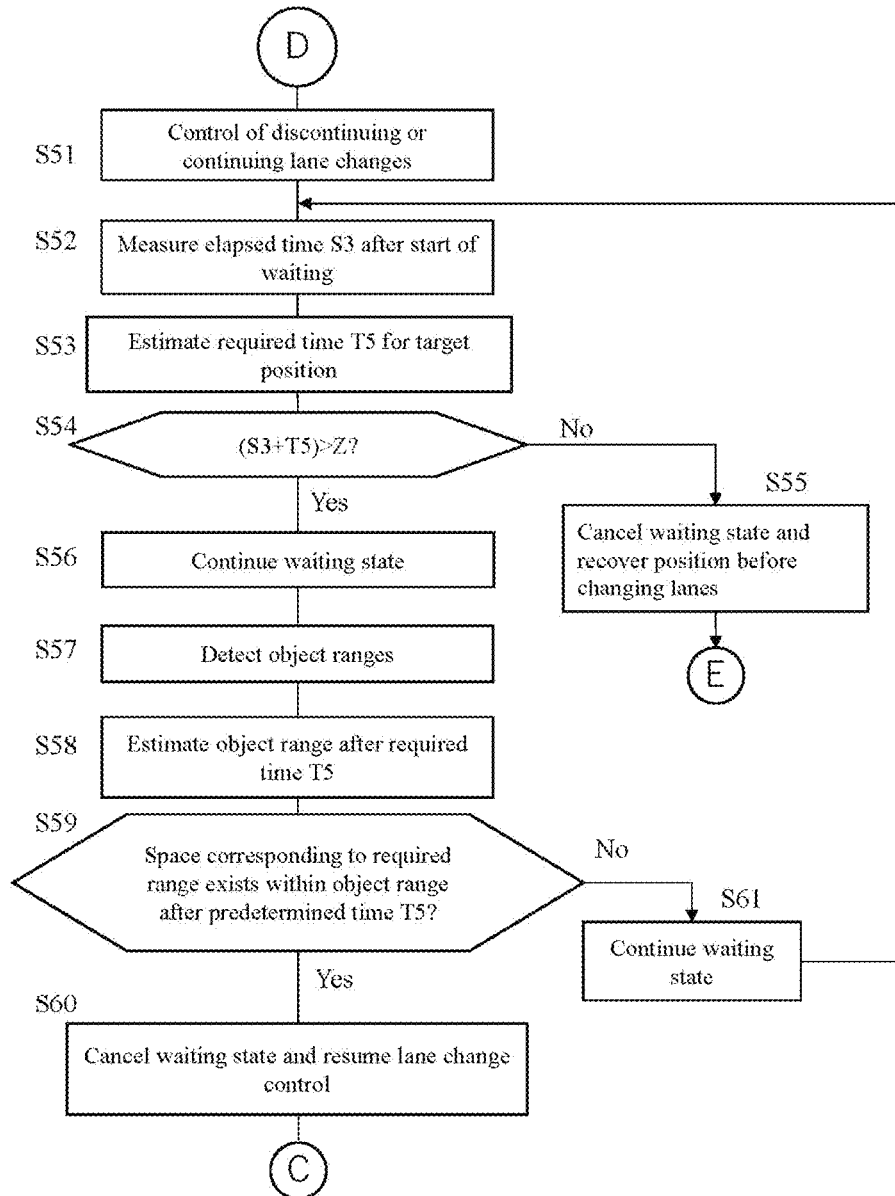 D
S51
Control of discontinuing or
continuing lane changes
S52
Measure elapsed time S3 after start of
waiting
S53
Estimate required time T5 for target
position
S54
(S3+T5)>Z?
No
Yes
S55
Cancel waiting state and
recover position before
changing lanes
E
S56
Continue waiting state
S57
Detect object ranges
S58
Estimate object range after required
time T5
S59
Space corresponding to required
range exists within object range
after predetermined time T5?
No
Yes
S61
Continue waiting
state
S60
Cancel waiting state and resume lane change
control
C